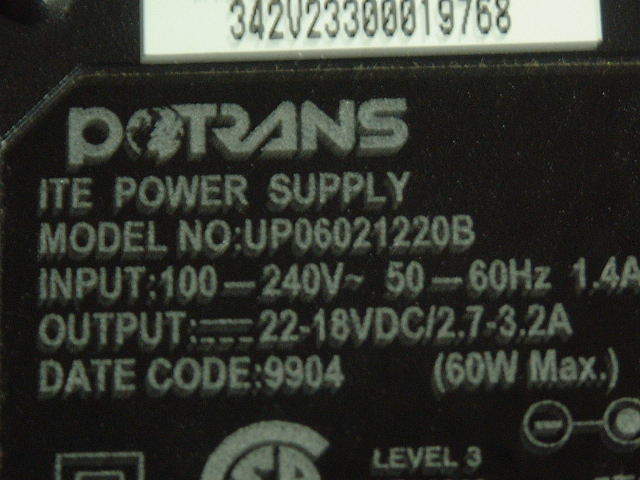 342V23300019768
POTRANS
ITE POWER SUPPLY
MODEL NO:UP06021220B
INPUT:100—240V~ 50—60Hz 1.4A
OUTPUT:⎓22-18VDC/2.7-3.2A
DATE CODE:9904 (60W Max.)
LEVEL 3